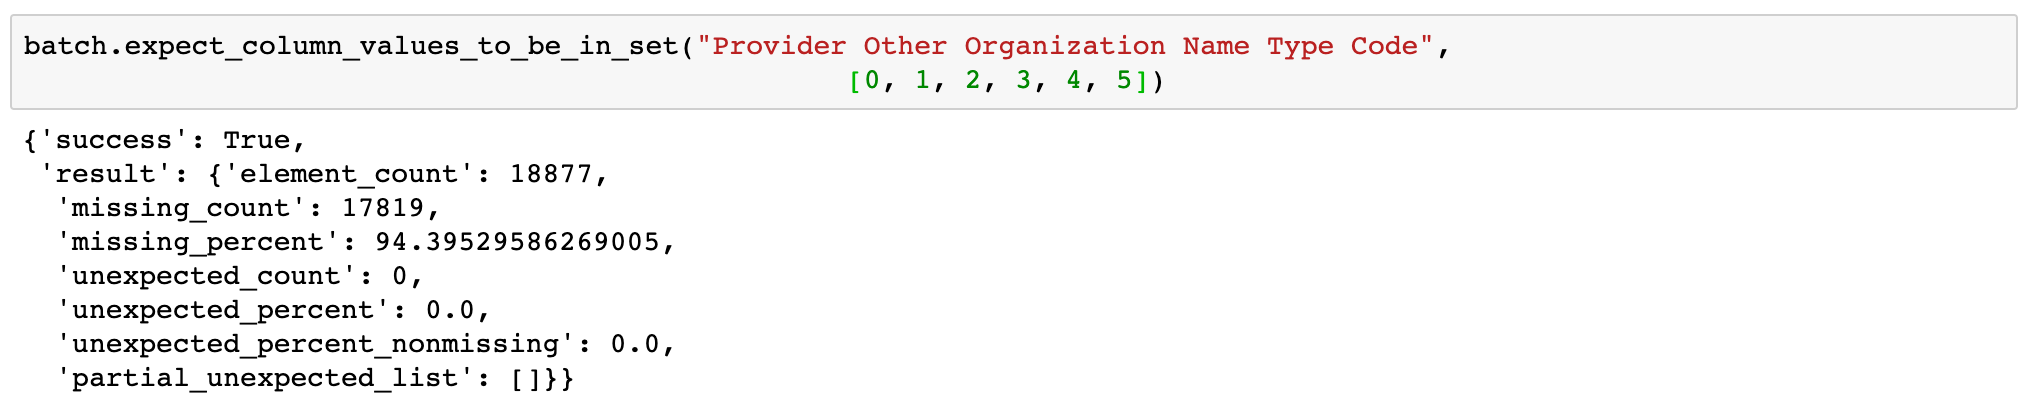 batch.expect_column_values_to_be_in_set("Provider Other Organization Name Type Code",
[0, 1, 2, 3, 4, 5])
{'success': True,
'result': {'element_count': 18877,
'missing_count': 17819,
'missing_percent': 94.39529586269005,
'unexpected_count': 0,
'unexpected_percent': 0.0,
'unexpected_percent_nonmissing': 0.0,
'partial_unexpected_list': []}}